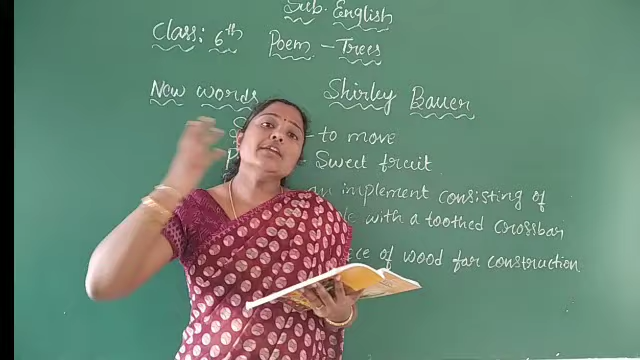 Sub. English
Class: 6th Poem - Trees
New words Shirley Bauer
- to move
Sweet fruit
an implement consisting of
with a toothed crossbar
of wood for construction